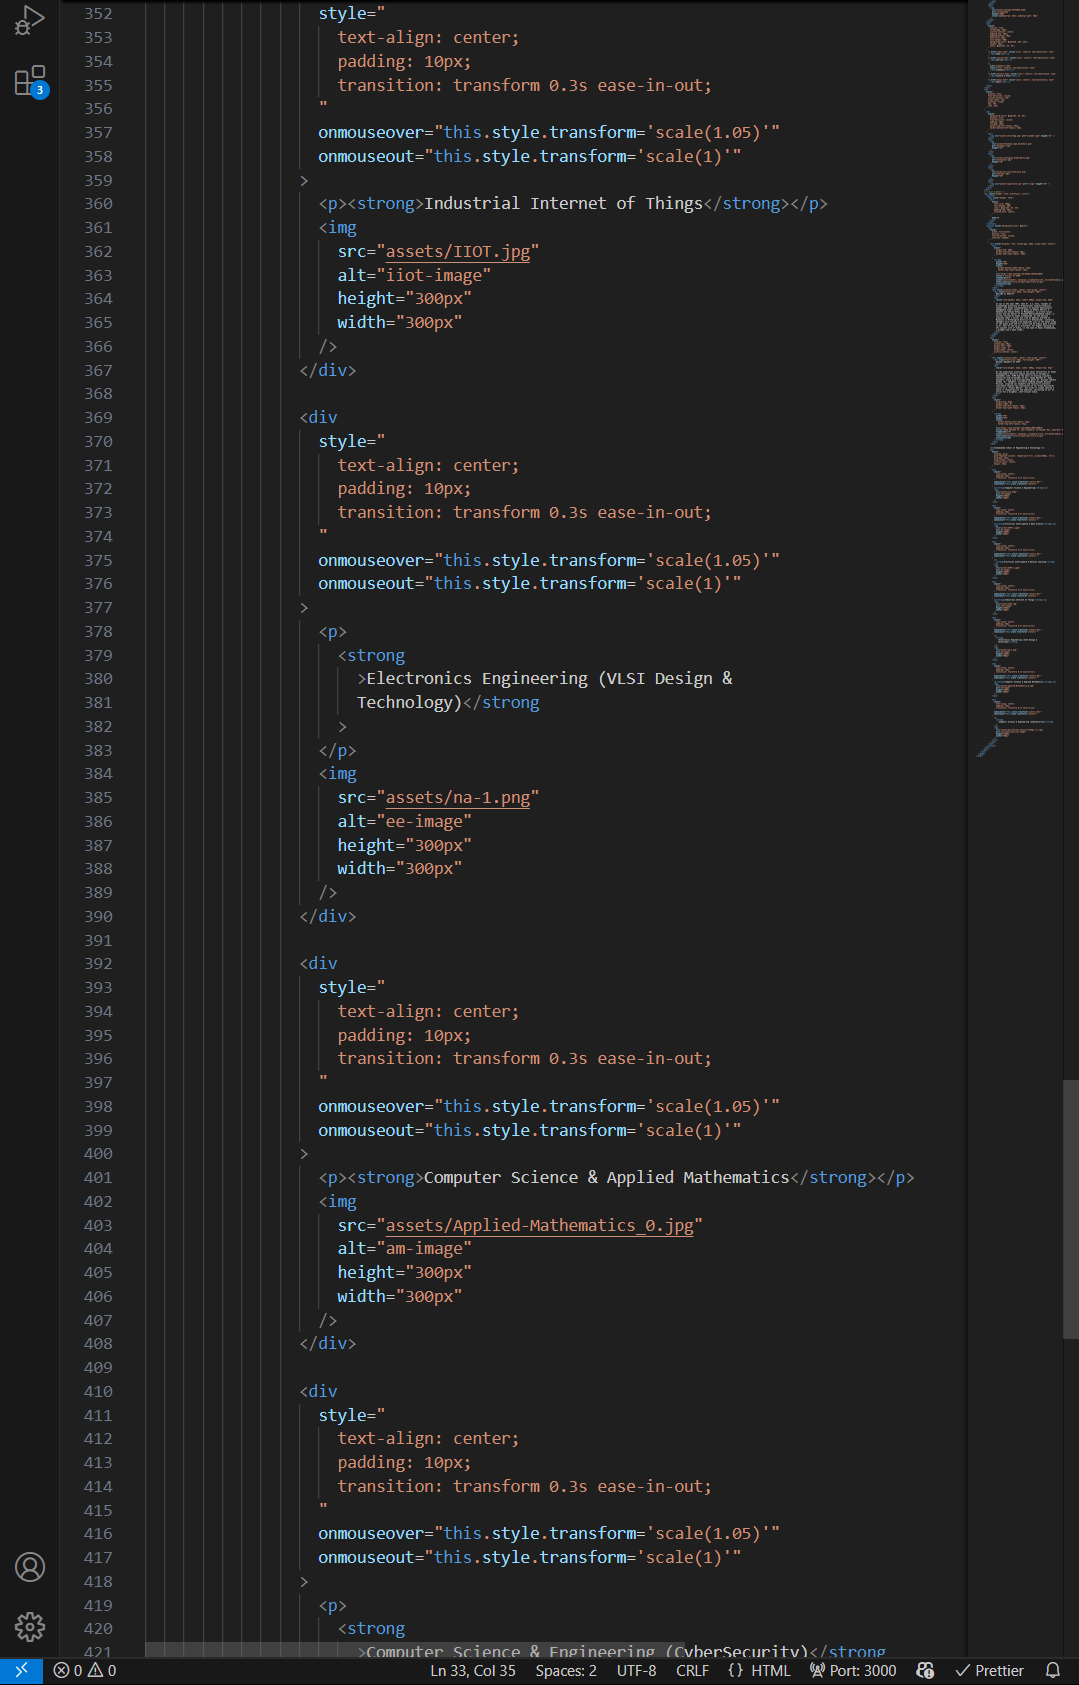 352 style="
353 text-align: center;
354 padding: 10px;
355 transition: transform 0.3s ease-in-out;
356 "
357 onmouseover="this.style.transform='scale(1.05)'"
358 onmouseout="this.style.transform='scale(1)'"
359 >
360 <p><strong>Industrial Internet of Things</strong></p>
361 <img
362 src="assets/IIOT.jpg"
363 alt="iiot-image"
364 height="300px"
365 width="300px"
366 />
367 </div>
368
369 <div
370 style="
371 text-align: center;
372 padding: 10px;
373 transition: transform 0.3s ease-in-out;
374 "
375 onmouseover="this.style.transform='scale(1.05)'"
376 onmouseout="this.style.transform='scale(1)'"
377 >
378 <p>
379 <strong
380 >Electronics Engineering (VLSI Design &
381 Technology)</strong
382 >
383 </p>
384 <img
385 src="assets/na-1.png"
386 alt="ee-image"
387 height="300px"
388 width="300px"
389 />
390 </div>
391
392 <div
393 style="
394 text-align: center;
395 padding: 10px;
396 transition: transform 0.3s ease-in-out;
397 "
398 onmouseover="this.style.transform='scale(1.05)'"
399 onmouseout="this.style.transform='scale(1)'"
400 >
401 <p><strong>Computer Science & Applied Mathematics</strong></p>
402 <img
403 src="assets/Applied-Mathematics_0.jpg"
404 alt="am-image"
405 height="300px"
406 width="300px"
407 />
408 </div>
409
410 <div
411 style="
412 text-align: center;
413 padding: 10px;
414 transition: transform 0.3s ease-in-out;
415 "
416 onmouseover="this.style.transform='scale(1.05)'"
417 onmouseout="this.style.transform='scale(1)'"
418 >
419 <p>
420 <strong
421 >Computer Science & Engineering (CyberSecurity)</strong
3
0 0 Ln 33, Col 35 Spaces: 2 UTF-8 CRLF {} HTML Port: 3000 Prettier